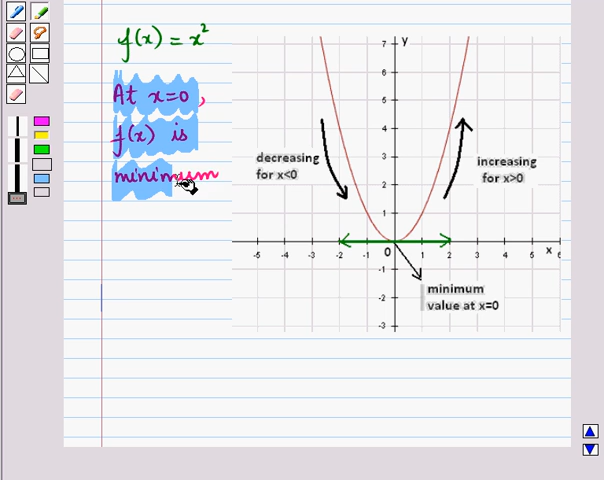 f(x) = x²
At x=0,
f(x) is
minimum
y
7
6
5
4
3
2
1
decreasing
for x<0
increasing
for x>0
0
x
-5 -4 -3 -2 -1 1 2 3 4 5 6
-1
-2
-3
minimum
value at x=0